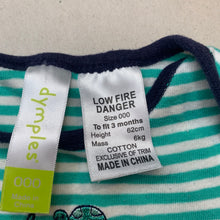 dymples
000
LOW FIRE
DANGER
Size 000
To fit 3 months
Height 62cm
Mass 6kg
COTTON
EXCLUSIVE OF TRIM
MADE IN CHINA